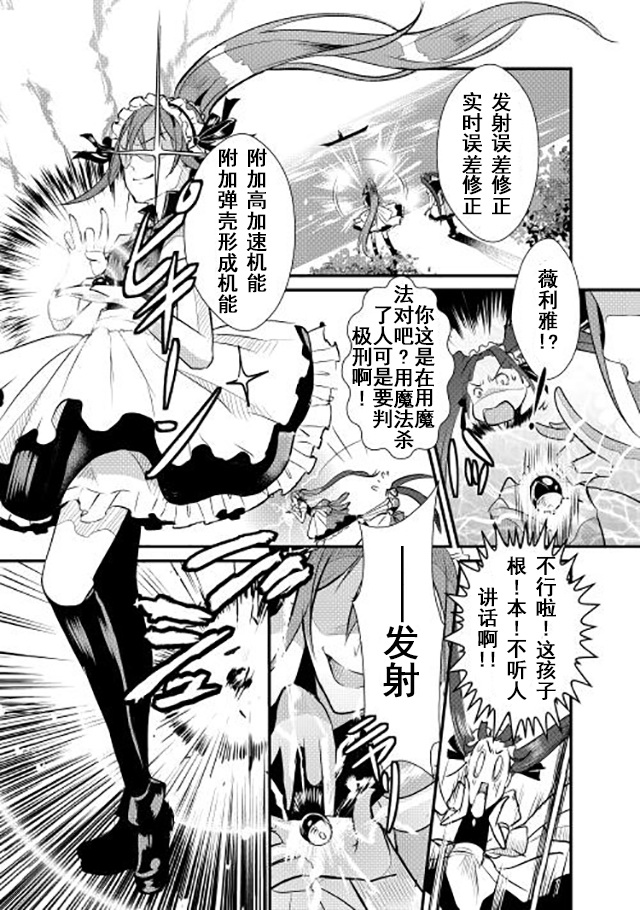 发射误差修正
实时误差修正
附加高加速机能
附加弹壳形成机能
薇利雅!?
你这是在用魔
法对吧?用魔法杀
了人可是要判
极刑啊!
不行啦!这孩子
根!本!不听人
讲话啊!!
——发射